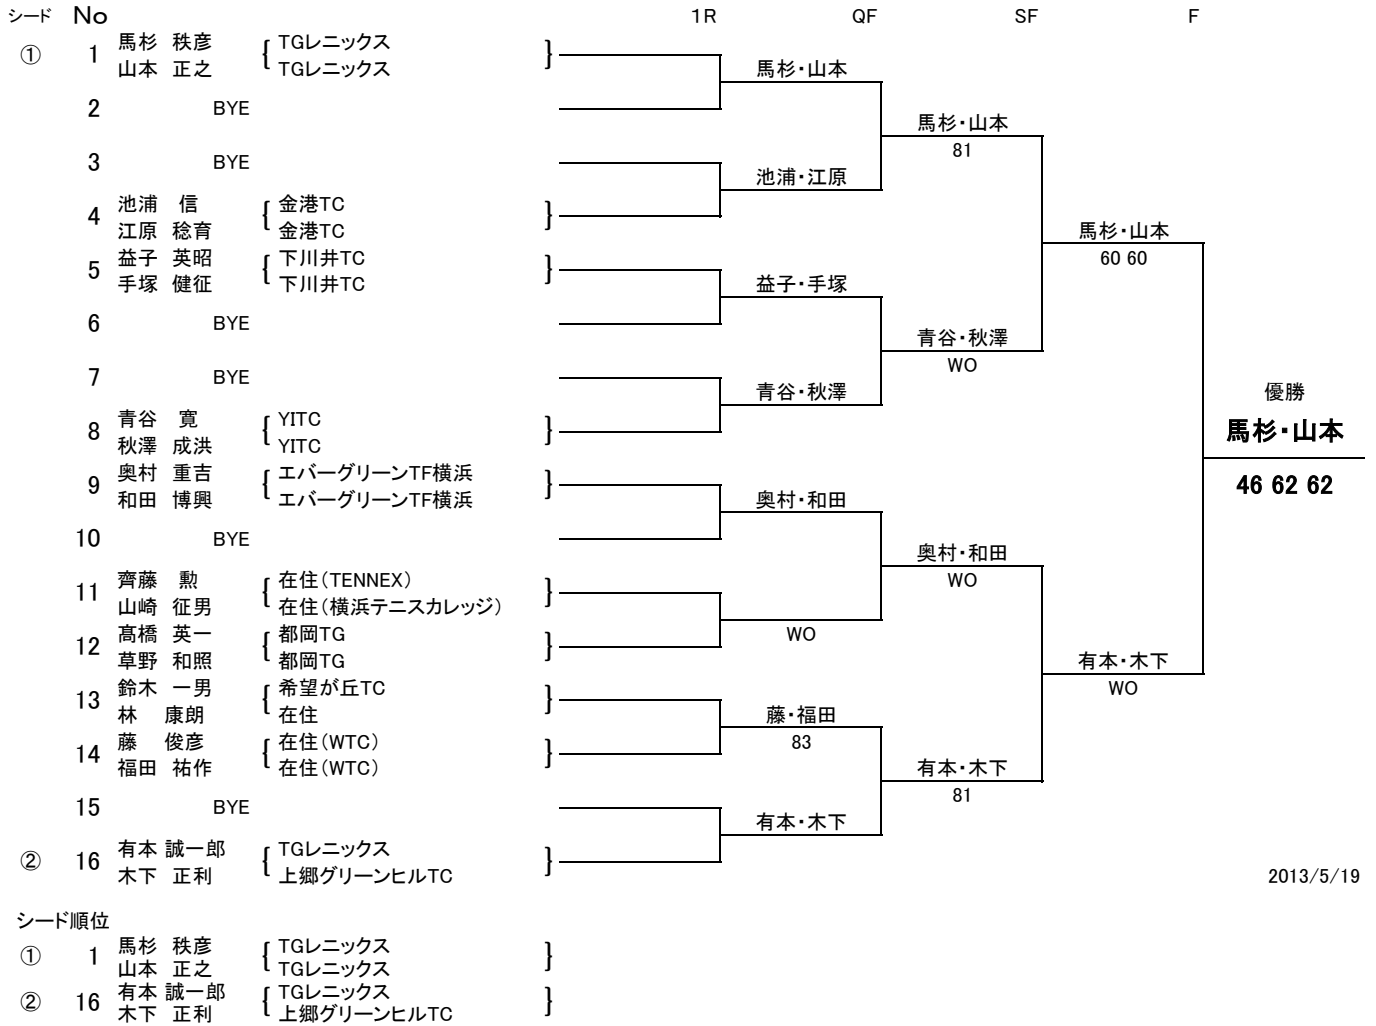 シード No 1R QF SF F
① 1 馬杉 秩彦 { TGレニックス }
山本 正之 TGレニックス
馬杉・山本
2 BYE
馬杉・山本
81
3 BYE
池浦・江原
4 池浦 信 { 金港TC }
江原 稔育 金港TC
馬杉・山本
60 60
5 益子 英昭 { 下川井TC }
手塚 健征 下川井TC
益子・手塚
6 BYE
青谷・秋澤
WO
7 BYE
青谷・秋澤
優勝
8 青谷 寛 { YITC }
秋澤 成洪 YITC
馬杉・山本
9 奥村 重吉 { エバーグリーンTF横浜 }
和田 博興 エバーグリーンTF横浜
46 62 62
奥村・和田
10 BYE
奥村・和田
WO
11 齊藤 勲 { 在住(TENNEX) }
山崎 征男 在住(横浜テニスカレッジ)
12 髙橋 英一 { 都岡TG }
草野 和照 都岡TG
WO
有本・木下
WO
13 鈴木 一男 { 希望が丘TC }
林 康朗 在住
藤・福田
83
14 藤 俊彦 { 在住(WTC) }
福田 祐作 在住(WTC)
有本・木下
81
15 BYE
有本・木下
② 16 有本 誠一郎 { TGレニックス }
木下 正利 上郷グリーンヒルTC
2013/5/19
シード順位
① 1 馬杉 秩彦 { TGレニックス }
山本 正之 TGレニックス
② 16 有本 誠一郎 { TGレニックス }
木下 正利 上郷グリーンヒルTC